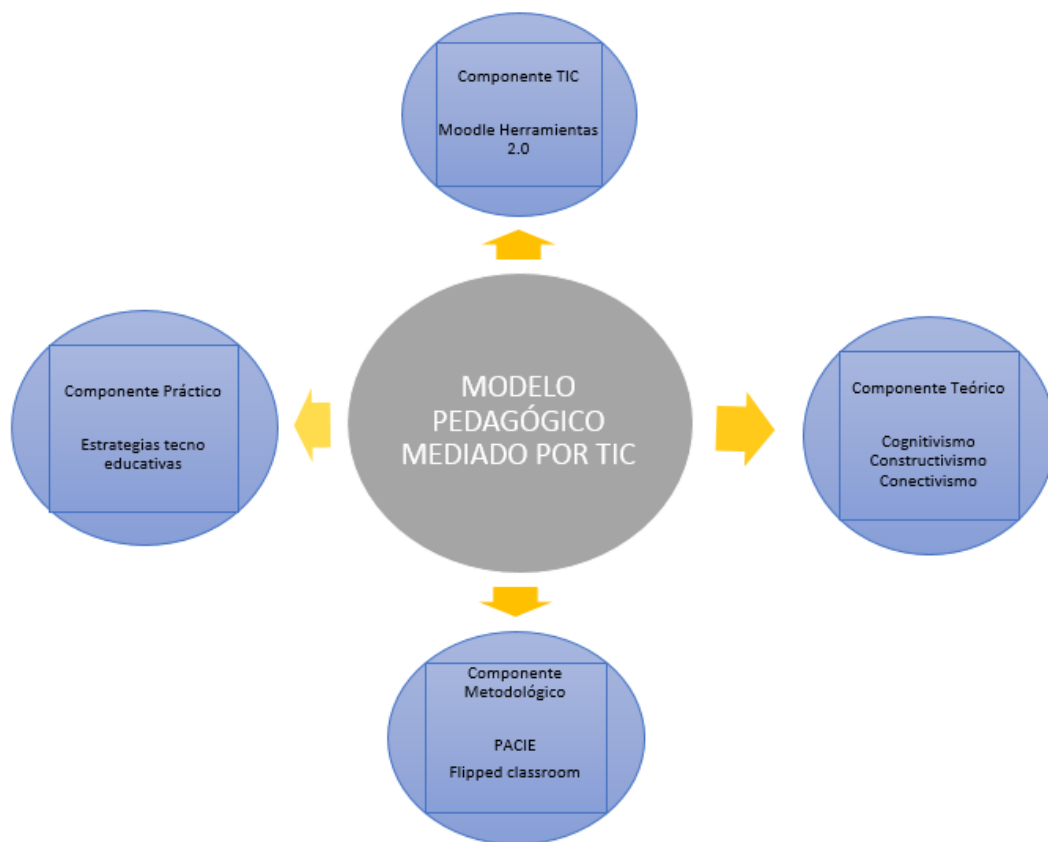 Componente TIC
Moodle Herramientas
2.0
MODELO
PEDAGÓGICO
MEDIADO POR TIC
Componente Práctico
Estrategias tecno
educativas
Componente Teórico
Cognitivismo
Constructivismo
Conectivismo
Componente
Metodológico
PACIE
Flipped classroom